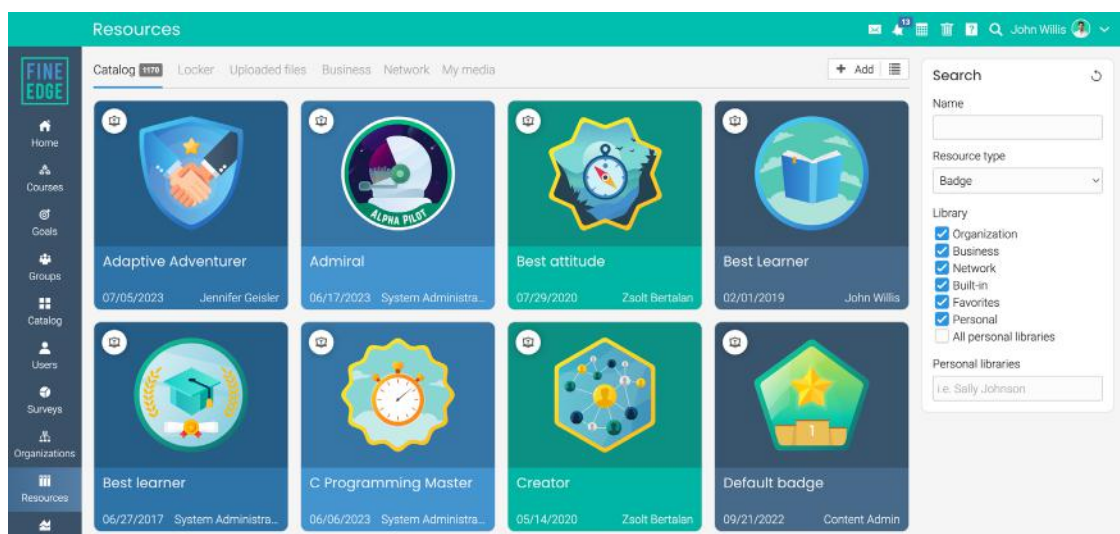 Resources
13
?
John Willis
FINE
EDGE
Home
Courses
Goals
Groups
Catalog
Users
Surveys
Organizations
Resources
Catalog 1170 Locker Uploaded files Business Network My media
+ Add
ALPHA PILOT
Adaptive Adventurer
07/05/2023 Jennifer Geisler
Admiral
06/17/2023 System Administra...
Best attitude
07/29/2020 Zsolt Bertalan
Best Learner
02/01/2019 John Willis
Best learner
06/27/2017 System Administra...
C Programming Master
06/06/2023 System Administra...
Creator
05/14/2020 Zsolt Bertalan
1
Default badge
09/21/2022 Content Admin
Search
Name
Resource type
Badge
Library
Organization
Business
Network
Built-in
Favorites
Personal
All personal libraries
Personal libraries
i.e. Sally Johnson